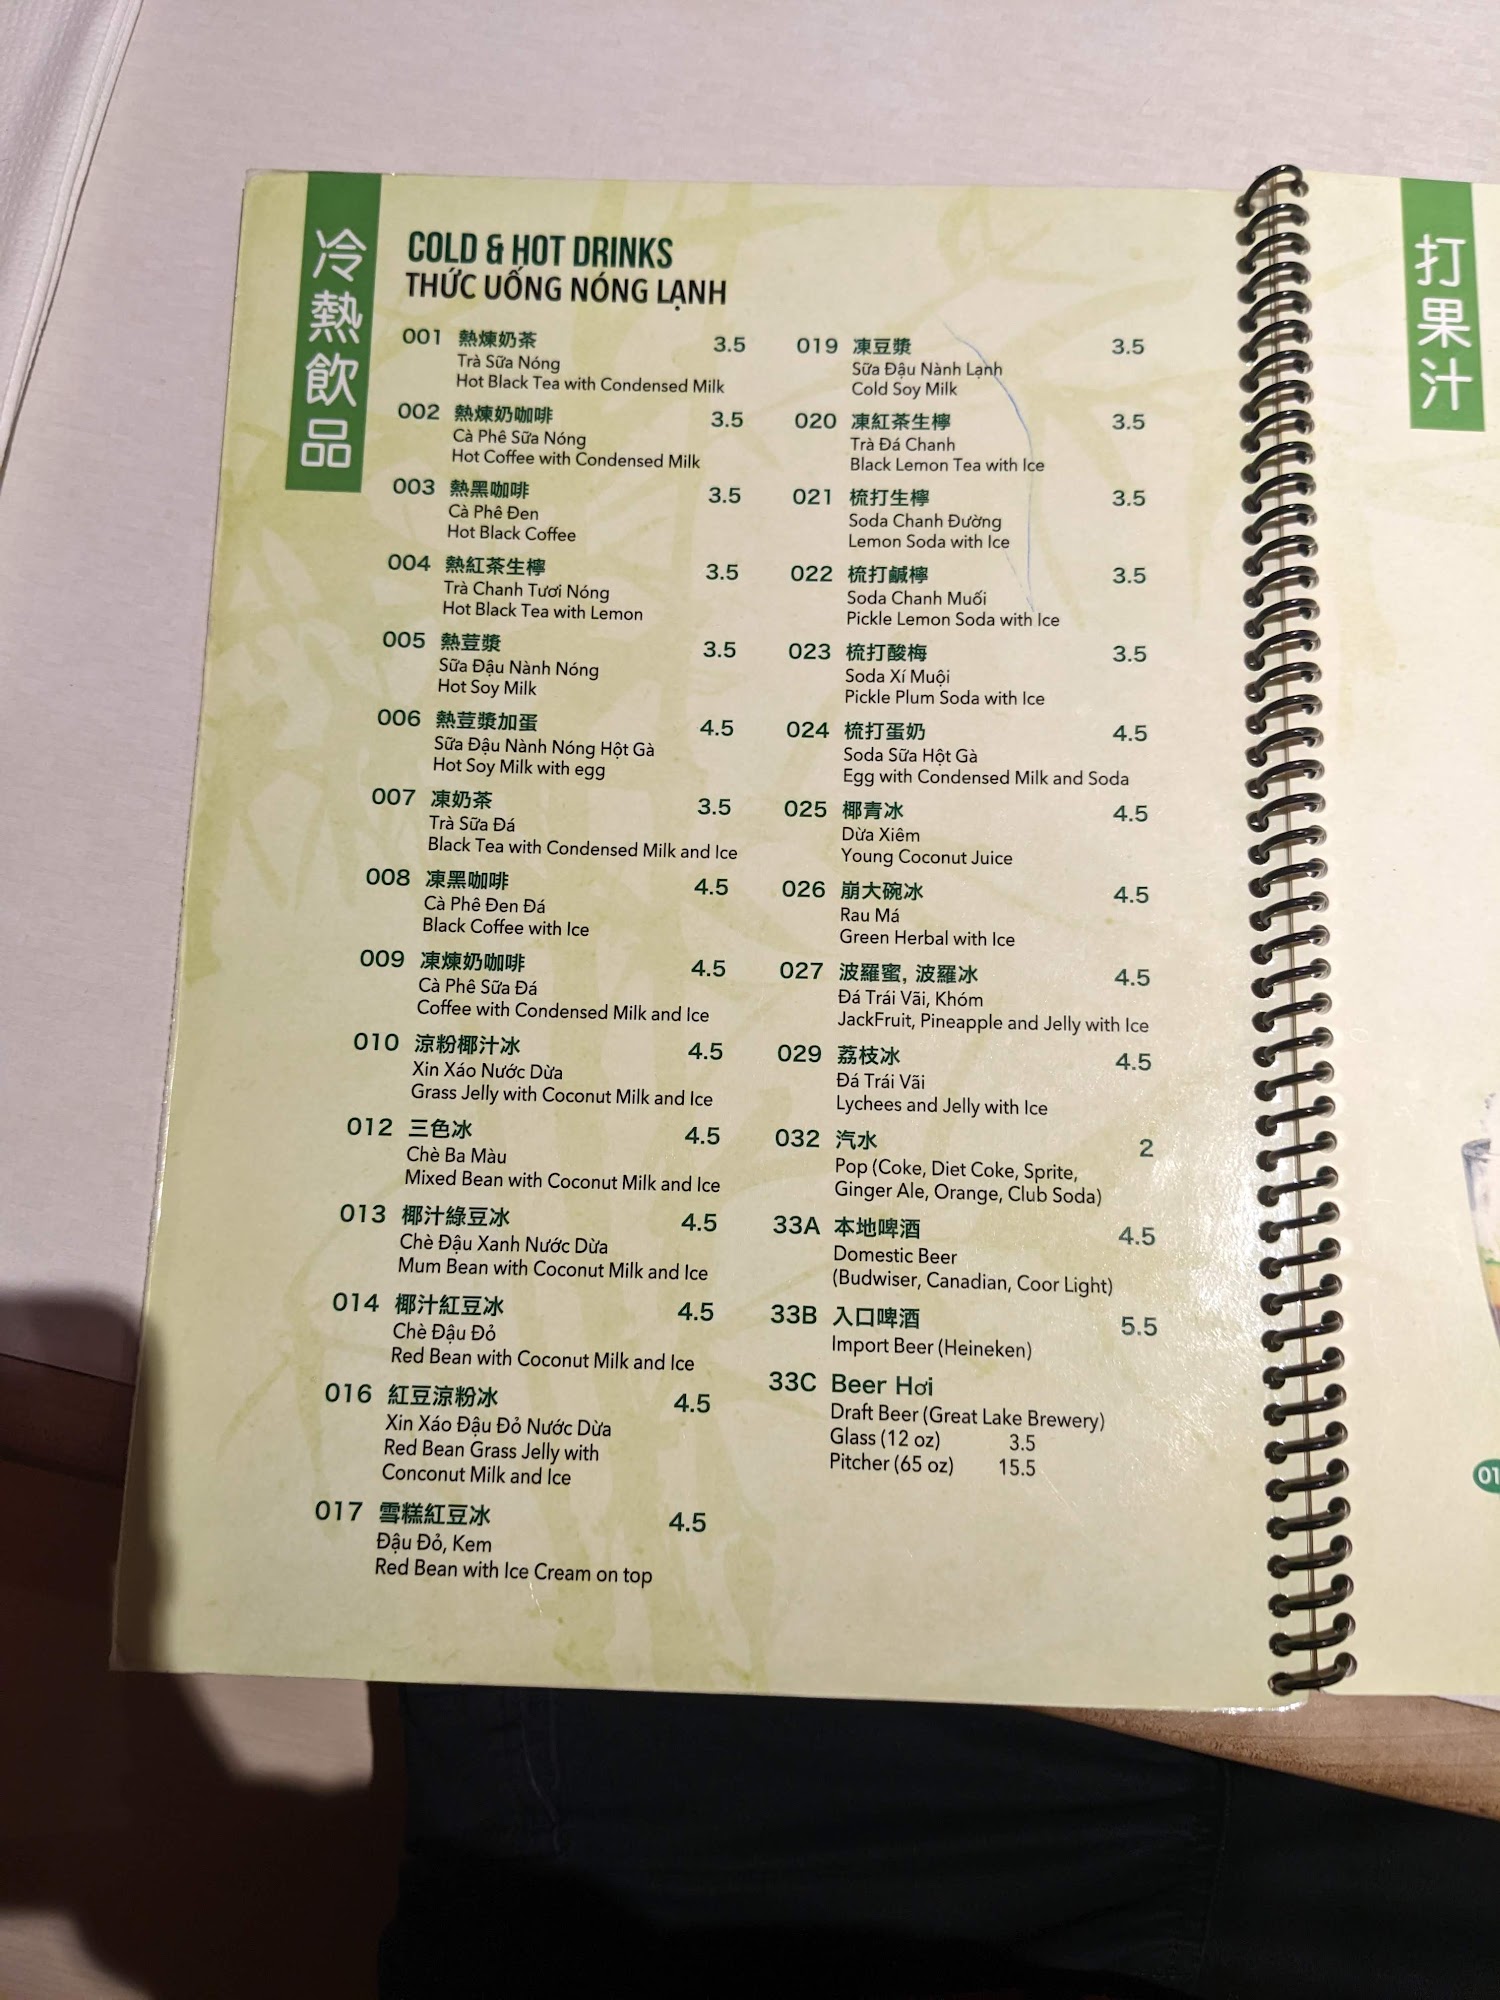 冷熱飲品
COLD & HOT DRINKS
THỨC UỐNG NÓNG LẠNH
001 熱煉奶茶 3.5
Trà Sữa Nóng
Hot Black Tea with Condensed Milk
002 熱煉奶咖啡 3.5
Cà Phê Sữa Nóng
Hot Coffee with Condensed Milk
003 熱黑咖啡 3.5
Cà Phê Đen
Hot Black Coffee
004 熱紅茶生檸 3.5
Trà Chanh Tươi Nóng
Hot Black Tea with Lemon
005 熱荳漿 3.5
Sữa Đậu Nành Nóng
Hot Soy Milk
006 熱荳漿加蛋 4.5
Sữa Đậu Nành Nóng Hột Gà
Hot Soy Milk with egg
007 凍奶茶 3.5
Trà Sữa Đá
Black Tea with Condensed Milk and Ice
008 凍黑咖啡 4.5
Cà Phê Đen Đá
Black Coffee with Ice
009 凍煉奶咖啡 4.5
Cà Phê Sữa Đá
Coffee with Condensed Milk and Ice
010 涼粉椰汁冰 4.5
Xin Xáo Nước Dừa
Grass Jelly with Coconut Milk and Ice
012 三色冰 4.5
Chè Ba Màu
Mixed Bean with Coconut Milk and Ice
013 椰汁綠豆冰 4.5
Chè Đậu Xanh Nước Dừa
Mum Bean with Coconut Milk and Ice
014 椰汁紅豆冰 4.5
Chè Đậu Đỏ
Red Bean with Coconut Milk and Ice
016 紅豆涼粉冰 4.5
Xin Xáo Đậu Đỏ Nước Dừa
Red Bean Grass Jelly with
Conconut Milk and Ice
017 雪糕紅豆冰 4.5
Đậu Đỏ, Kem
Red Bean with Ice Cream on top
019 凍豆漿 3.5
Sữa Đậu Nành Lạnh
Cold Soy Milk
020 凍紅茶生檸 3.5
Trà Đá Chanh
Black Lemon Tea with Ice
021 梳打生檸 3.5
Soda Chanh Đường
Lemon Soda with Ice
022 梳打鹹檸 3.5
Soda Chanh Muối
Pickle Lemon Soda with Ice
023 梳打酸梅 3.5
Soda Xí Muội
Pickle Plum Soda with Ice
024 梳打蛋奶 4.5
Soda Sữa Hột Gà
Egg with Condensed Milk and Soda
025 椰青冰 4.5
Dừa Xiêm
Young Coconut Juice
026 崩大碗冰 4.5
Rau Má
Green Herbal with Ice
027 波羅蜜, 波羅冰 4.5
Đá Trái Vãi, Khóm
JackFruit, Pineapple and Jelly with Ice
029 荔枝冰 4.5
Đá Trái Vãi
Lychees and Jelly with Ice
032 汽水 2
Pop (Coke, Diet Coke, Sprite,
Ginger Ale, Orange, Club Soda)
33A 本地啤酒 4.5
Domestic Beer
(Budwiser, Canadian, Coor Light)
33B 入口啤酒 5.5
Import Beer (Heineken)
33C Beer Hơi
Draft Beer (Great Lake Brewery)
Glass (12 oz) 3.5
Pitcher (65 oz) 15.5
打果汁